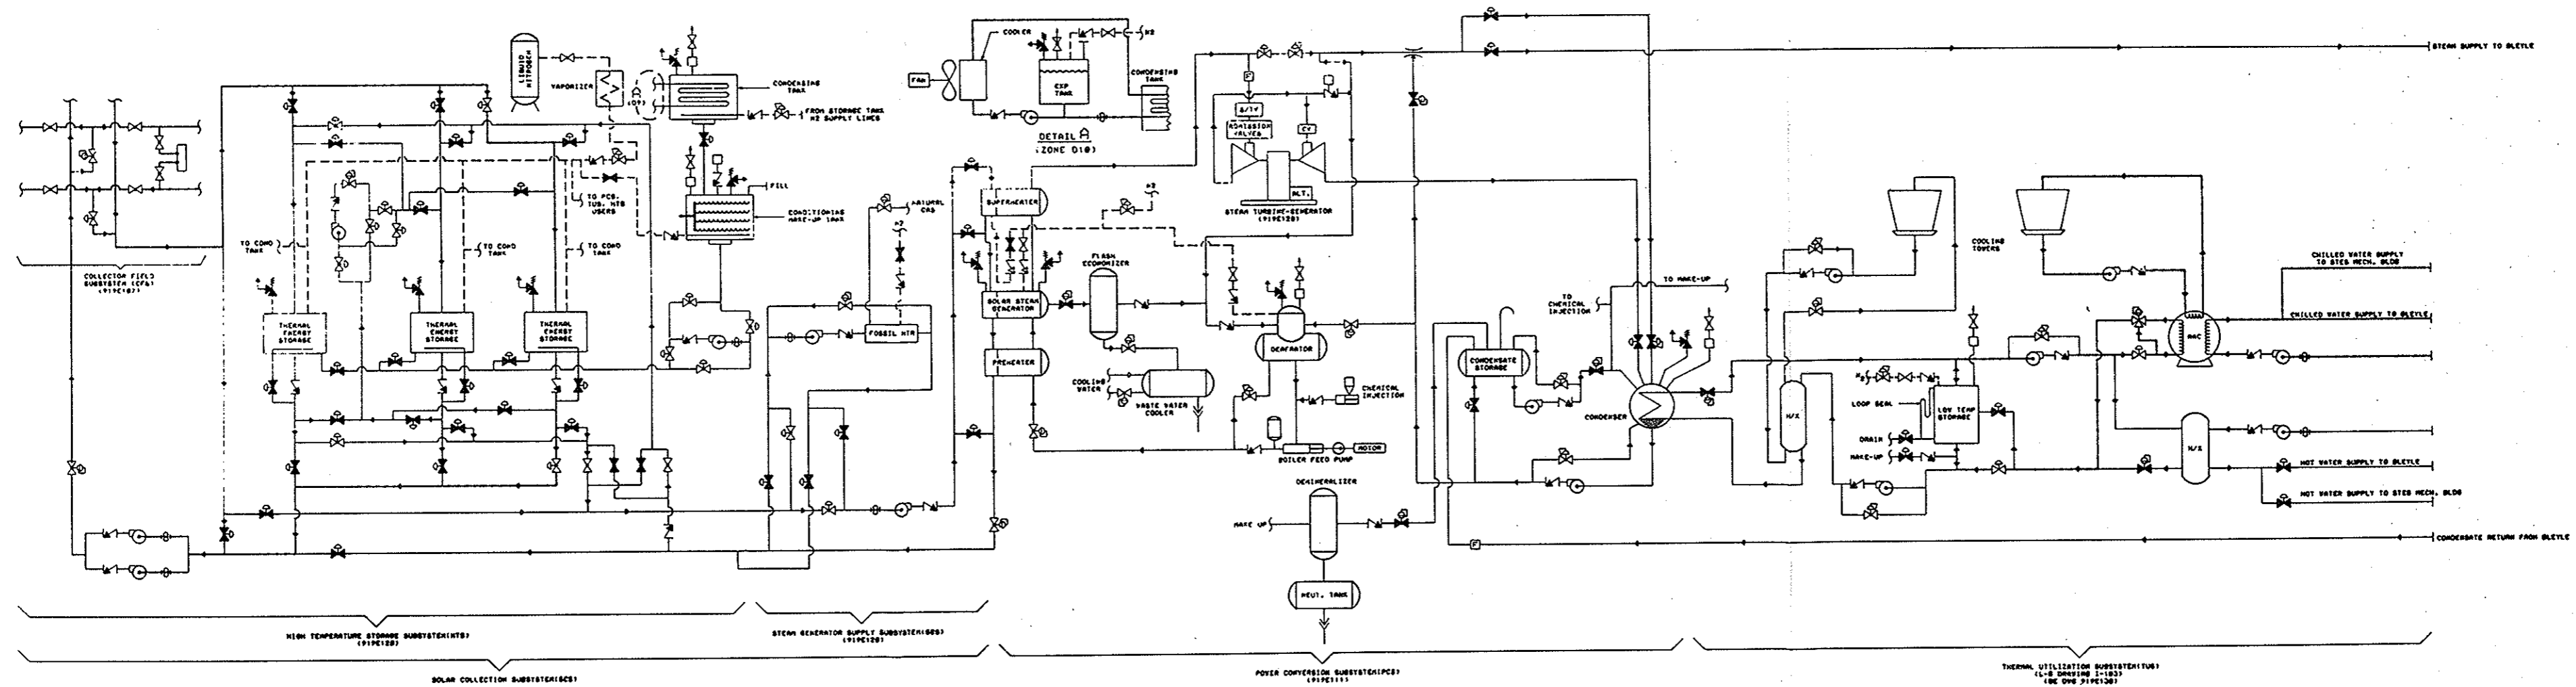 STEAM SUPPLY TO BLEYLE
LIQUID
NITROGEN
VAPORIZER
A
CONDENSING
TANK
FROM STORAGE TANK
N2 SUPPLY LINES
FAN
COOLER
EXP
TANK
N2
CONDENSING
TANK
DETAIL A
(ZONE D10)
ADMISSION
VALVES
CV
ALT.
STEAM TURBINE-GENERATOR
TO PCS,
TUS, HTS
USERS
FILL
CONDITIONING
MAKE-UP TANK
NATURAL
GAS
N2
SUPERHEATER
N2
TO COND
TANK
TO COND
TANK
TO COND
TANK
COLLECTOR FIELD
SUBSYSTEM (CFS)
THERMAL
ENERGY
STORAGE
THERMAL
ENERGY
STORAGE
THERMAL
ENERGY
STORAGE
FOSSIL HTR
SOLAR STEAM
GENERATOR
PREHEATER
FLASH
ECONOMIZER
DEAERATOR
COOLING
WATER
WASTE WATER
COOLER
CHEMICAL
INJECTION
BOILER FEED PUMP
MOTOR
TO
CHEMICAL
INJECTION
TO MAKE-UP
CONDENSATE
STORAGE
CONDENSER
COOLING
TOWERS
CHILLED WATER SUPPLY
TO STES MECH. BLDG
CHILLED WATER SUPPLY TO BLEYLE
H/X
LOOP SEAL
LOW TEMP
STORAGE
DRAIN
MAKE-UP
H/X
HOT WATER SUPPLY TO BLEYLE
HOT WATER SUPPLY TO STES MECH. BLDG
DEMINERALIZER
MAKE UP
NEUT. TANK
CONDENSATE RETURN FROM BLEYLE
HIGH TEMPERATURE STORAGE SUBSYSTEM(HTS)
STEAM GENERATOR SUPPLY SUBSYSTEM(SGS)
SOLAR COLLECTION SUBSYSTEM(SCS)
POWER CONVERSION SUBSYSTEM(PCS)
THERMAL UTILIZATION SUBSYSTEM(TUS)